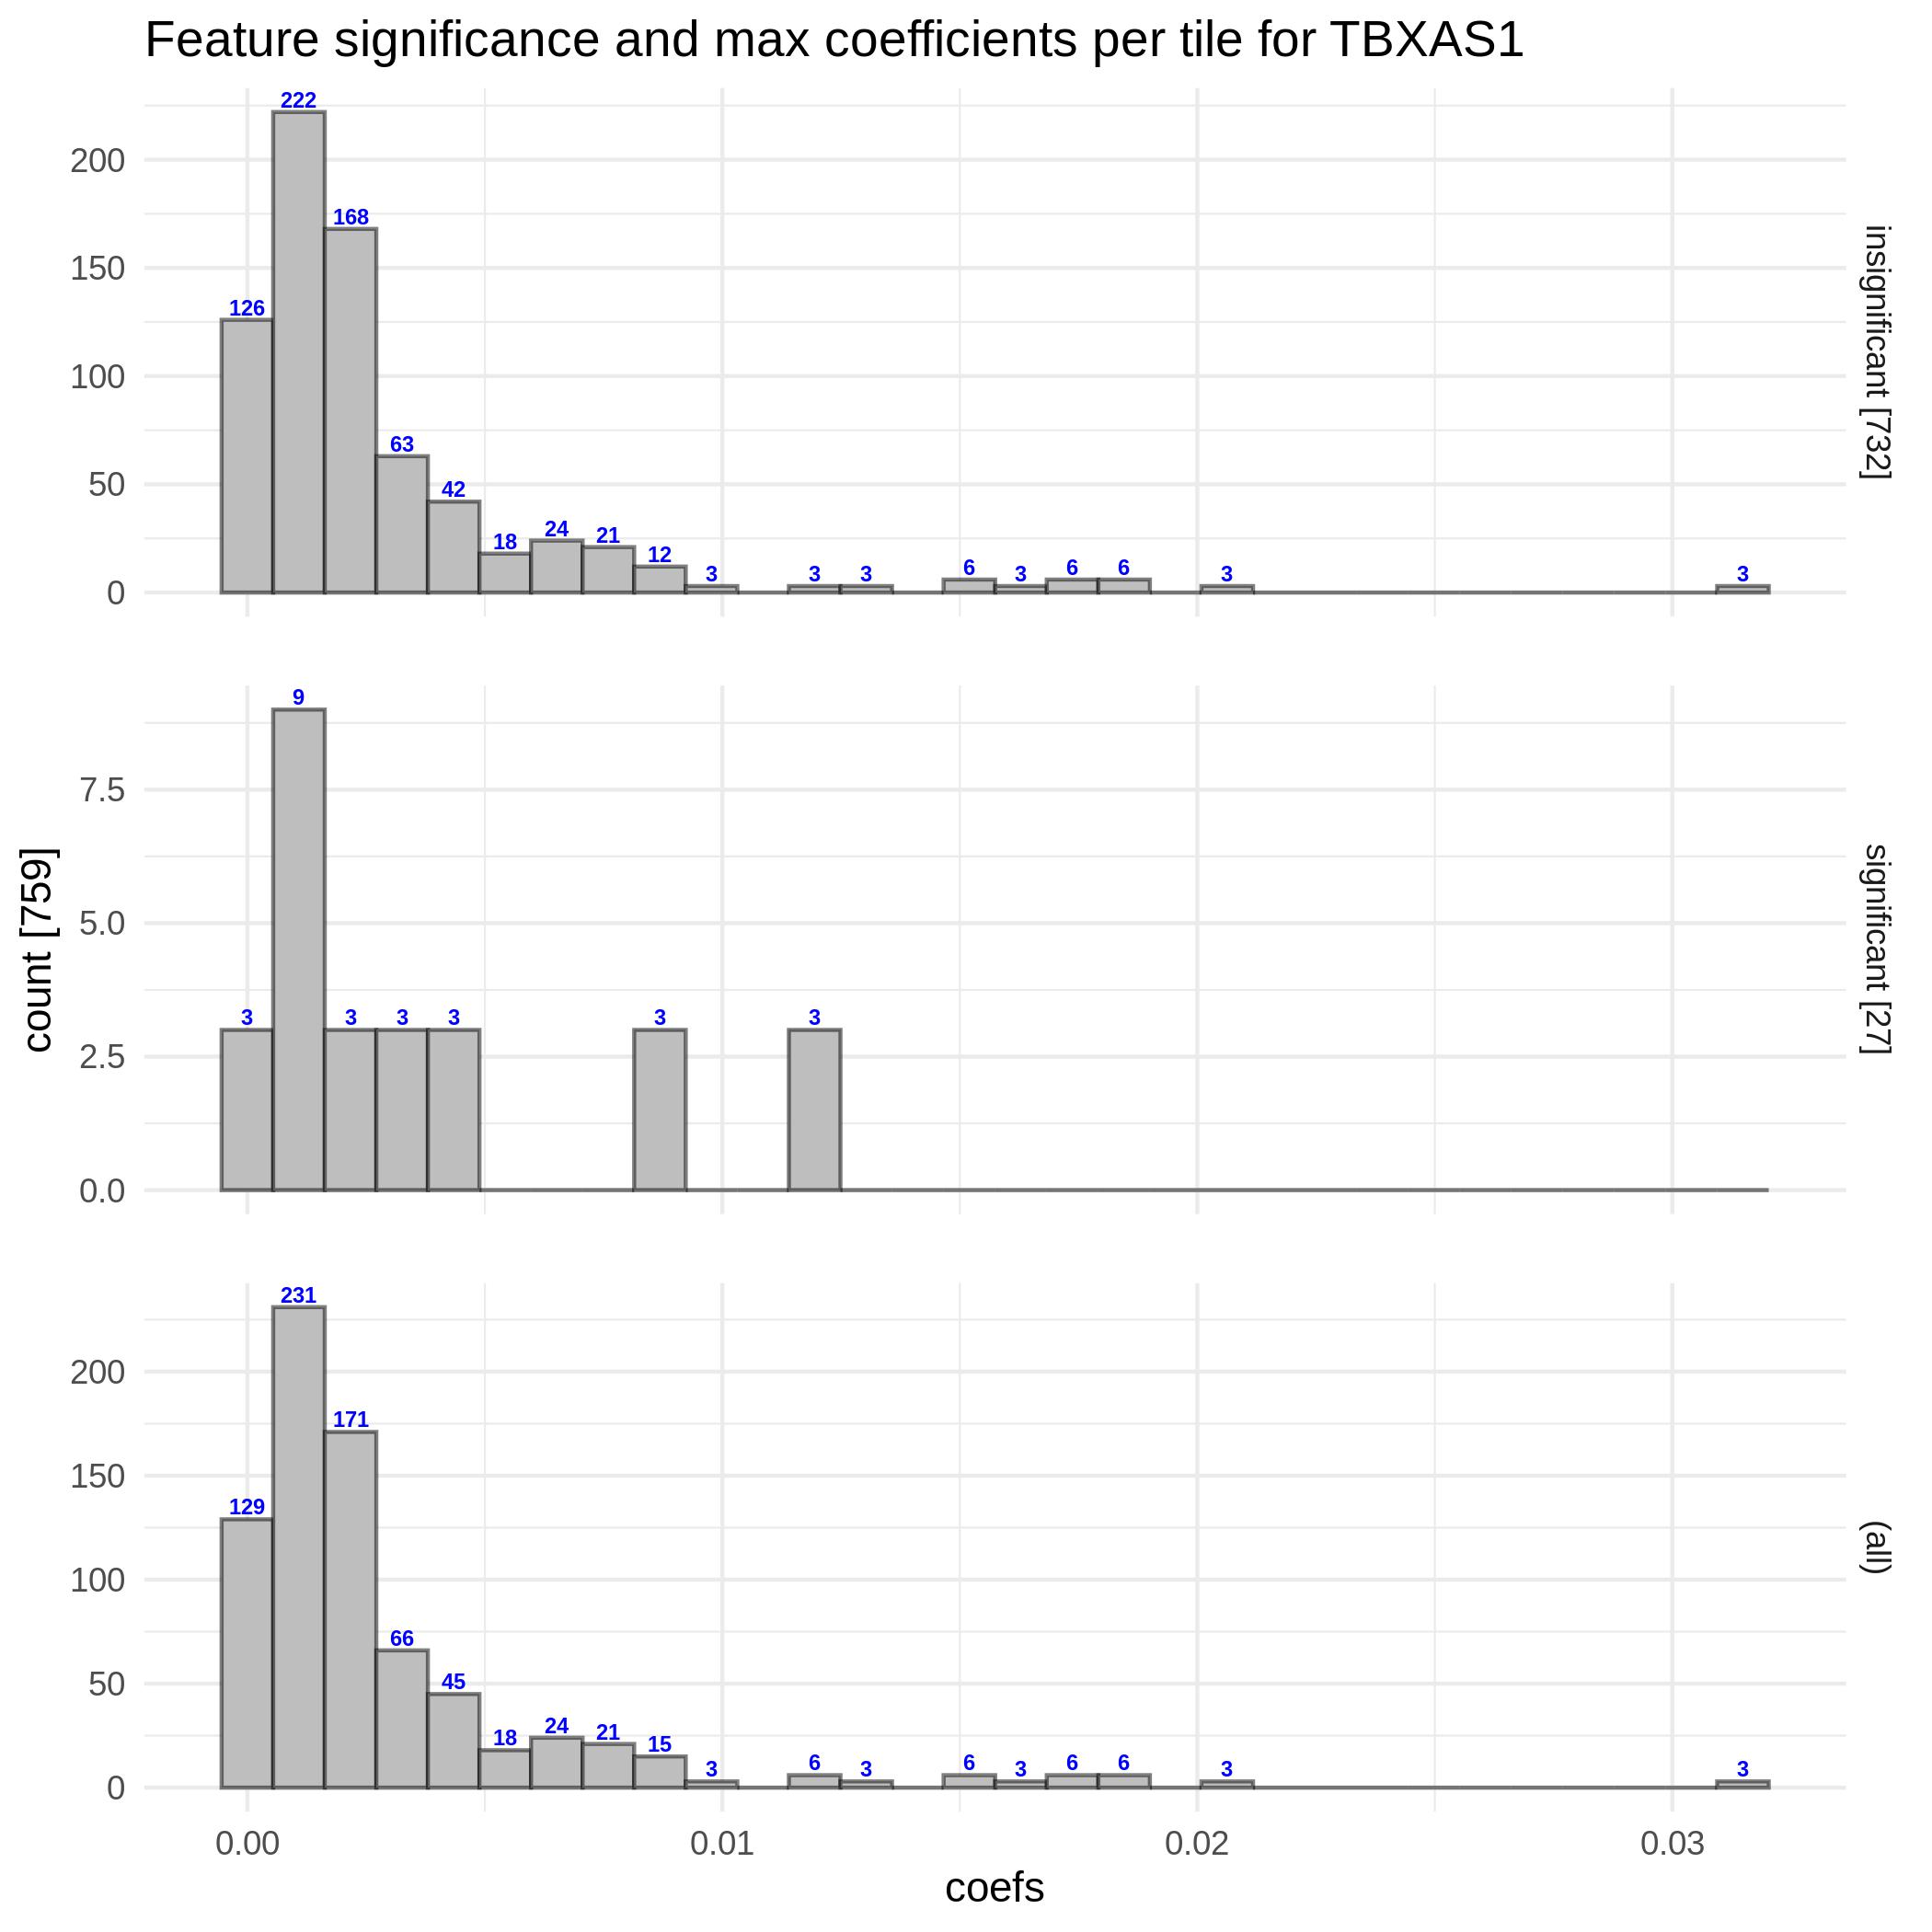 Feature significance and max coefficients per tile for TBXAS1
222
200
168
150
126
100
63
50
42
18 24 21 12 3 3 3 6 3 6 6 3 3
0
insignificant [732]
9
7.5
5.0
3 3 3 3 3 3
2.5
0.0
significant [27]
count [759]
231
200
171
150
129
100
66
50
45
18 24 21 15 3 6 3 6 3 6 6 3 3
0
(all)
0.00 0.01 0.02 0.03
coefs